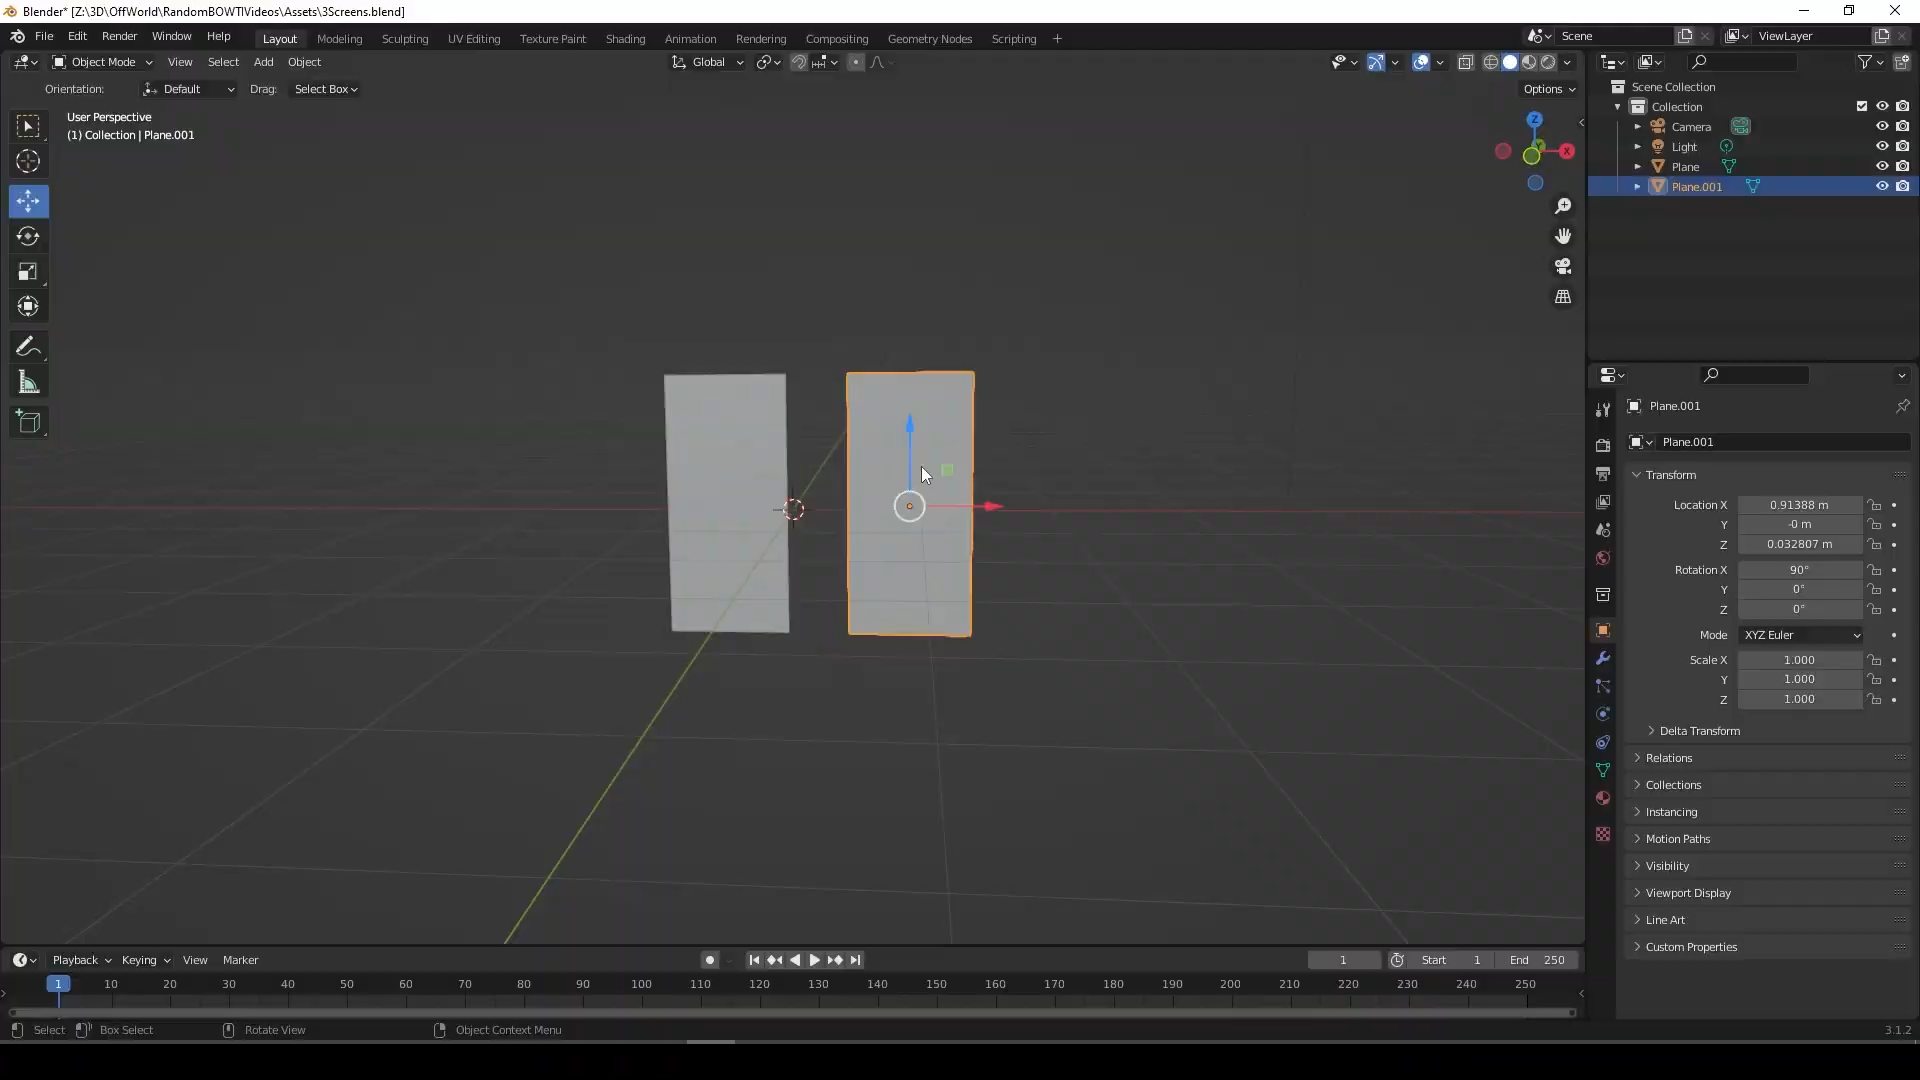 Blender* [Z:\3D\OffWorld\RandomBOWTIVideos\Assets\3Screens.blend]
File Edit Render Window Help Layout Modeling Sculpting UV Editing Texture Paint Shading Animation Rendering Compositing Geometry Nodes Scripting + Scene ViewLayer
Object Mode View Select Add Object Global
Orientation: Default Drag: Select Box Options
User Perspective
(1) Collection | Plane.001
Z
X
Scene Collection
Collection
Camera
Light
Plane
Plane.001
Plane.001
Plane.001
Transform
Location X 0.91388 m
Y -0 m
Z 0.032807 m
Rotation X 90°
Y 0°
Z 0°
Mode XYZ Euler
Scale X 1.000
Y 1.000
Z 1.000
Delta Transform
Relations
Collections
Instancing
Motion Paths
Visibility
Viewport Display
Line Art
Custom Properties
Playback Keying View Marker 1 Start 1 End 250
1 10 20 30 40 50 60 70 80 90 100 110 120 130 140 150 160 170 180 190 200 210 220 230 240 250
Select Box Select Rotate View Object Context Menu 3.1.2